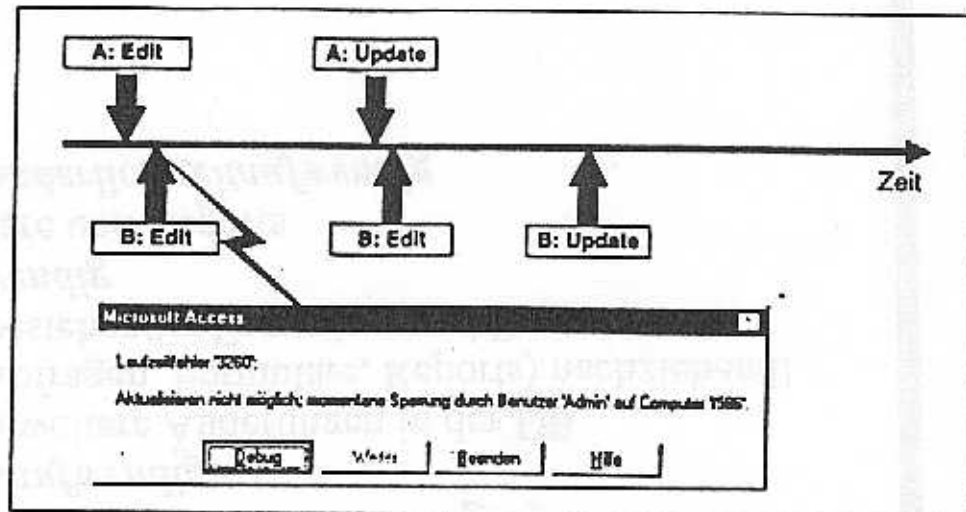 A: Edit
A: Update
Zeit
B: Edit
B: Edit
B: Update
Microsoft Access
Laufzeitfehler '3260':
Aktualisieren nicht möglich; momentane Sperrung durch Benutzer 'Admin' auf Computer
Debug
Beenden
Hilfe